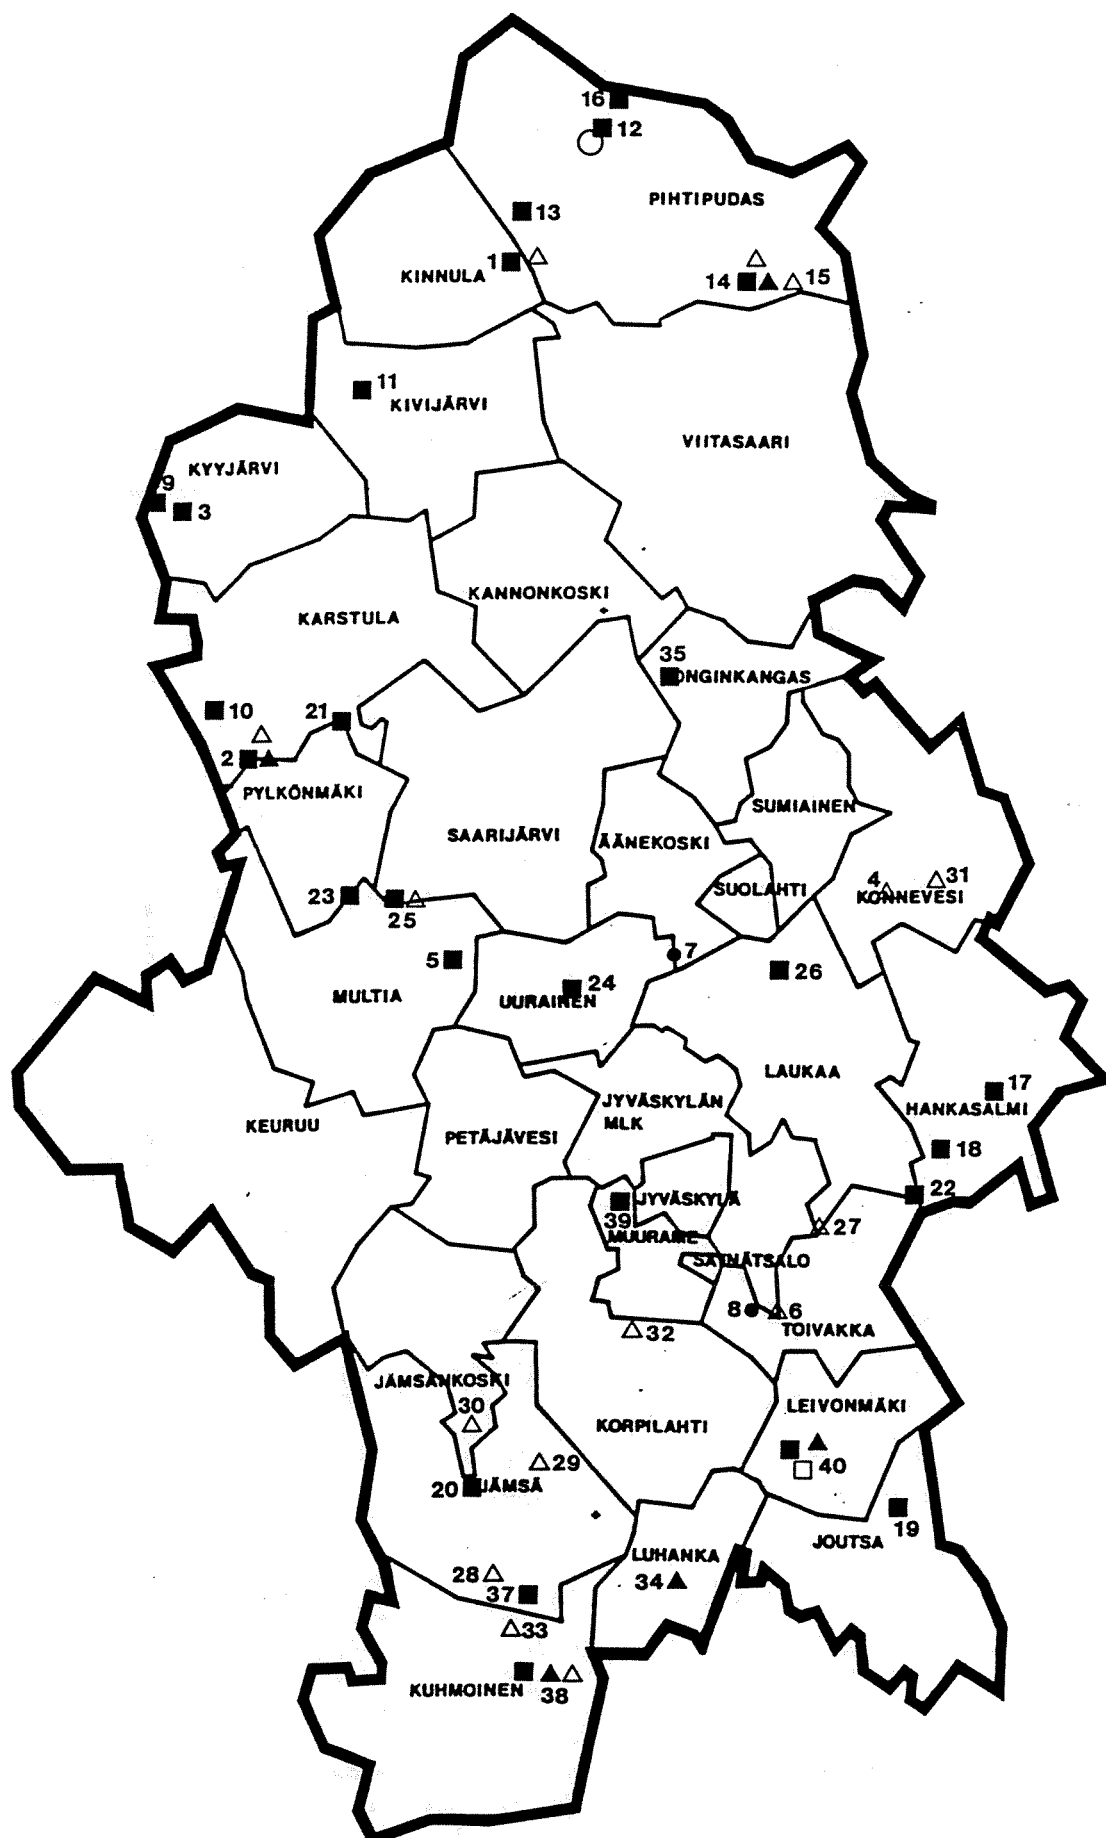 16
12
PIHTIPUDAS
13
1
KINNULA
14
15
11
KIVIJÄRVI
VIITASAARI
KYYJÄRVI
9
3
KANNONKOSKI
KARSTULA
35
ONGINKANGAS
10
21
2
PYLKÖNMÄKI
SUMIAINEN
SAARIJÄRVI
ÄÄNEKOSKI
SUOLAHTI
4
31
KONNEVESI
23
25
5
7
26
24
MULTIA
UURAINEN
LAUKAA
17
HANKASALMI
JYVÄSKYLÄN
MLK
KEURUU
PETÄJÄVESI
18
22
JYVÄSKYLÄ
39
MUURAME
27
SÄYNÄTSALO
8
6
TOIVAKKA
32
JÄMSÄNKOSKI
30
LEIVONMÄKI
KORPILAHTI
29
40
20
JÄMSÄ
19
JOUTSA
LUHANKA
28
34
37
33
KUHMOINEN
38